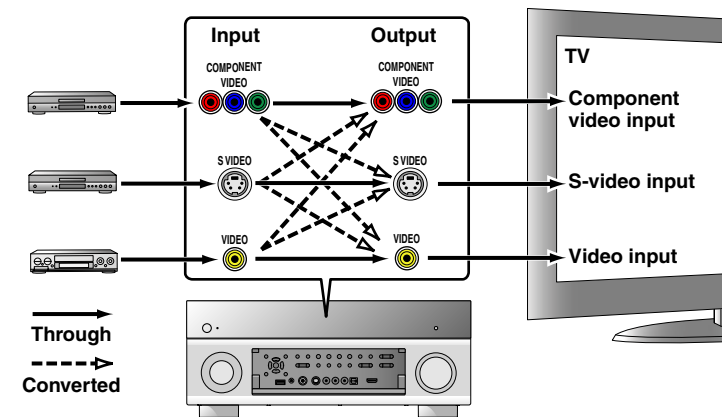 Input
Output
COMPONENT
VIDEO
COMPONENT
VIDEO
TV
Component
video input
S VIDEO
S VIDEO
S-video input
VIDEO
VIDEO
Video input
Through
Converted